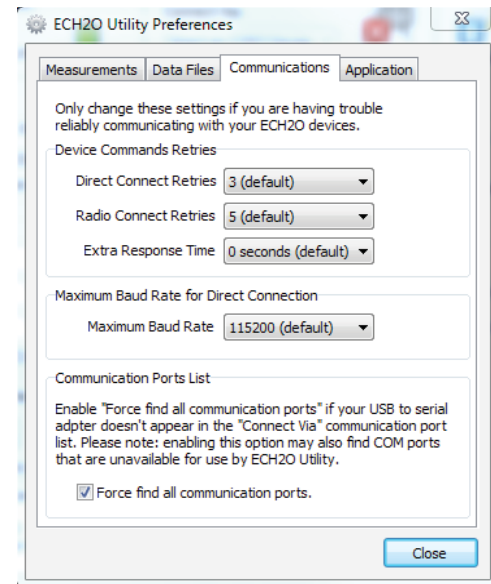 ECH2O Utility Preferences
Measurements Data Files Communications Application
Only change these settings if you are having trouble
reliably communicating with your ECH2O devices.
Device Commands Retries
Direct Connect Retries 3 (default)
Radio Connect Retries 5 (default)
Extra Response Time 0 seconds (default)
Maximum Baud Rate for Direct Connection
Maximum Baud Rate 115200 (default)
Communication Ports List
Enable "Force find all communication ports" if your USB to serial
adpter doesn't appear in the "Connect Via" communication port
list. Please note: enabling this option may also find COM ports
that are unavailable for use by ECH2O Utility.
Force find all communication ports.
Close